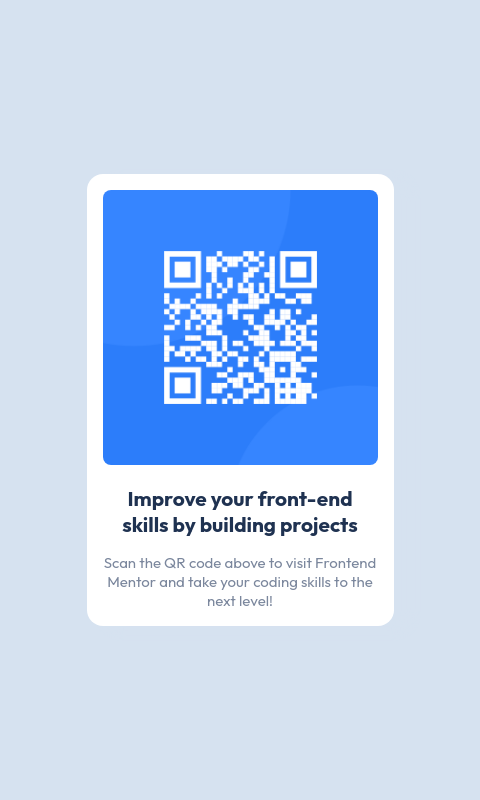 Improve your front-end
skills by building projects
Scan the QR code above to visit Frontend
Mentor and take your coding skills to the
next level!